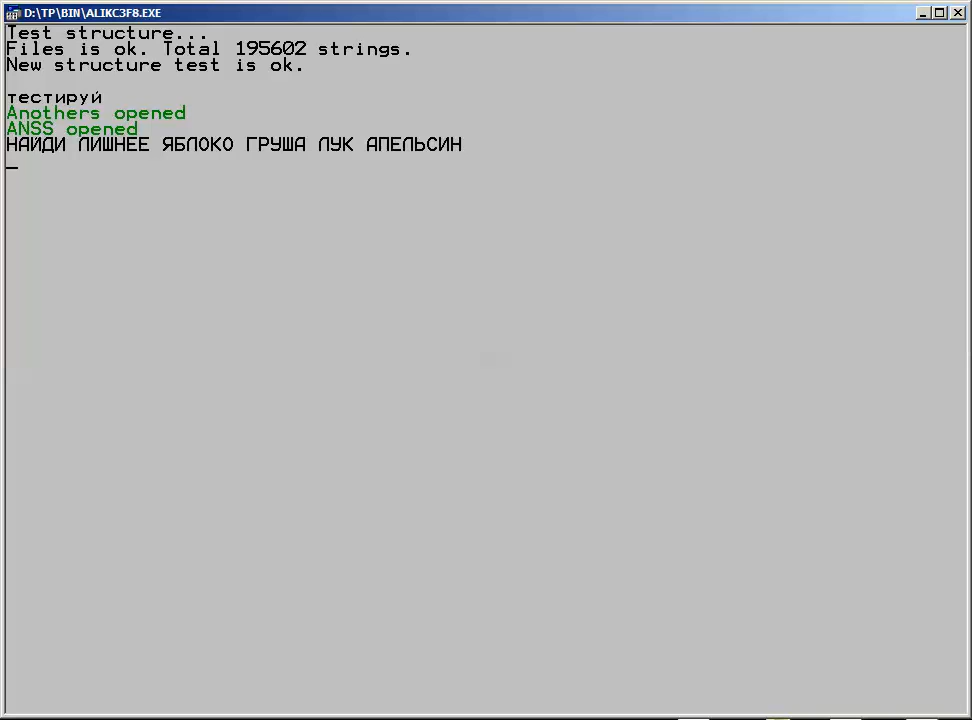 D:\TP\BIN\ALIKC3F8.EXE
Test structure...
Files is ok. Total 195602 strings.
New structure test is ok.
тестируй
Anothers opened
ANSS opened
НАЙДИ ЛИШНЕЕ ЯБЛОКО ГРУША ЛУК АПЕЛЬСИН
_